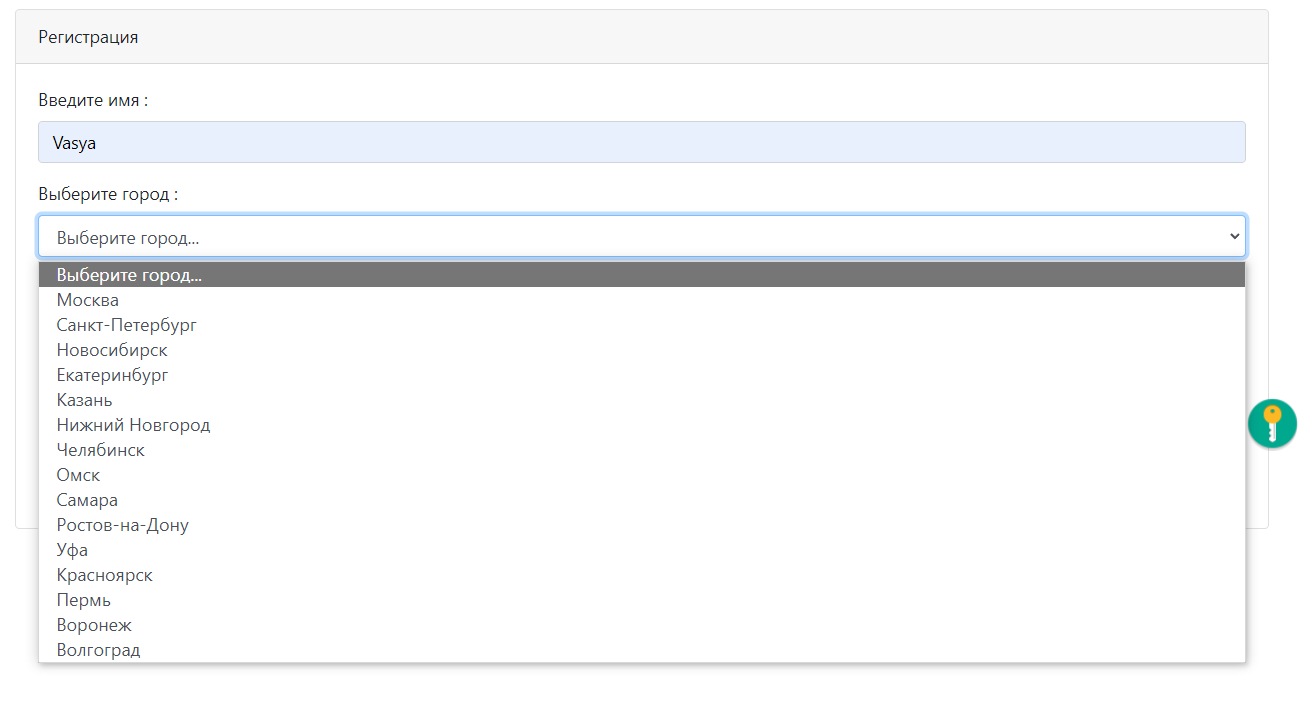 Регистрация
Введите имя :
Vasya
Выберите город :
Выберите город...
Выберите город...
Москва
Санкт-Петербург
Новосибирск
Екатеринбург
Казань
Нижний Новгород
Челябинск
Омск
Самара
Ростов-на-Дону
Уфа
Красноярск
Пермь
Воронеж
Волгоград